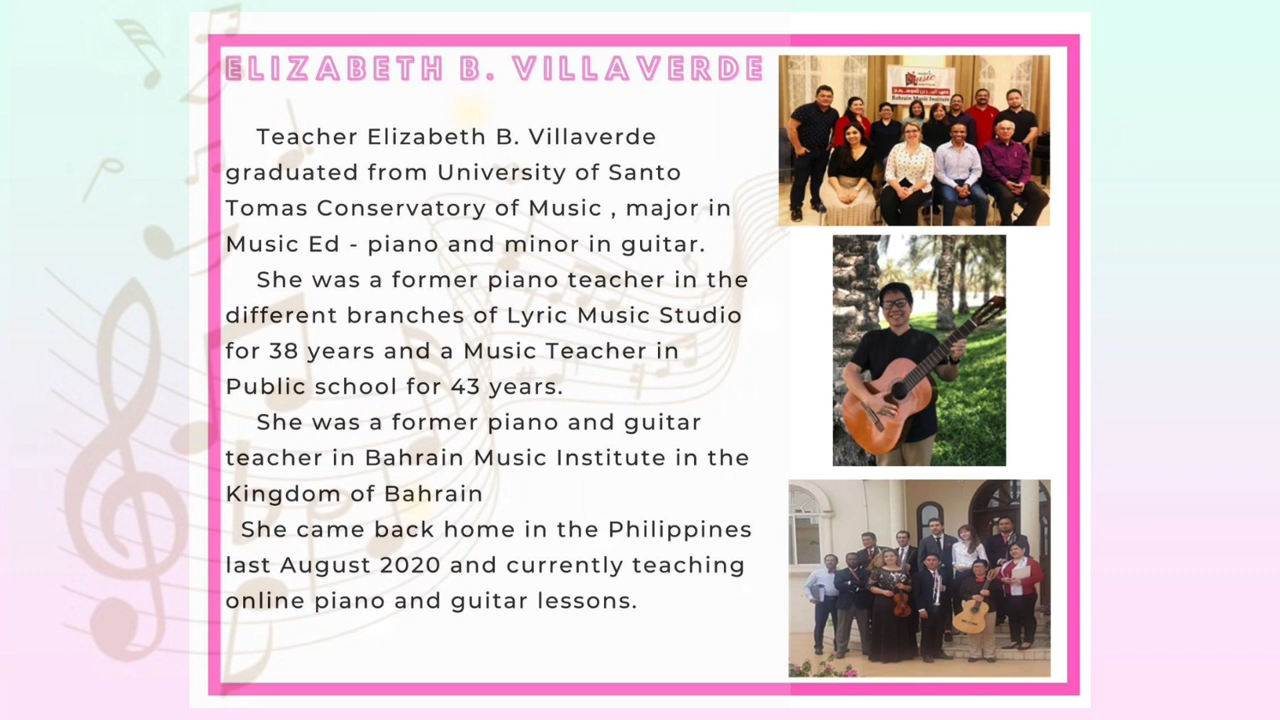 ELIZABETH B. VILLAVERDE
Teacher Elizabeth B. Villaverde
graduated from University of Santo
Tomas Conservatory of Music , major in
Music Ed - piano and minor in guitar.
She was a former piano teacher in the
different branches of Lyric Music Studio
for 38 years and a Music Teacher in
Public school for 43 years.
She was a former piano and guitar
teacher in Bahrain Music Institute in the
Kingdom of Bahrain
She came back home in the Philippines
last August 2020 and currently teaching
online piano and guitar lessons.
Music
Bahrain Music Institute